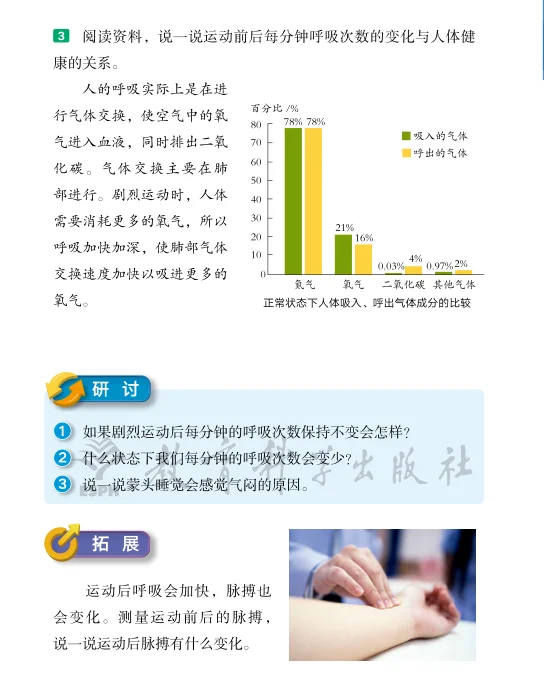 3 阅读资料，说一说运动前后每分钟呼吸次数的变化与人体健
康的关系。
人的呼吸实际上是在进
行气体交换，使空气中的氧
气进入血液，同时排出二氧
化碳。气体交换主要在肺
部进行。剧烈运动时，人体
需要消耗更多的氧气，所以
呼吸加快加深，使肺部气体
交换速度加快以吸进更多的
氧气。
百分比 /%
80
70
60
50
40
30
20
10
0
78% 78%
21%
16%
0.03%
4%
0.97%
2%
吸入的气体
呼出的气体
氮气 氧气 二氧化碳 其他气体
正常状态下人体吸入、呼出气体成分的比较
研讨
1 如果剧烈运动后每分钟的呼吸次数保持不变会怎样？
2 什么状态下我们每分钟的呼吸次数会变少？
3 说一说蒙头睡觉会感觉气闷的原因。
教育科学出版社
ESPH
拓展
运动后呼吸会加快，脉搏也
会变化。测量运动前后的脉搏，
说一说运动后脉搏有什么变化。